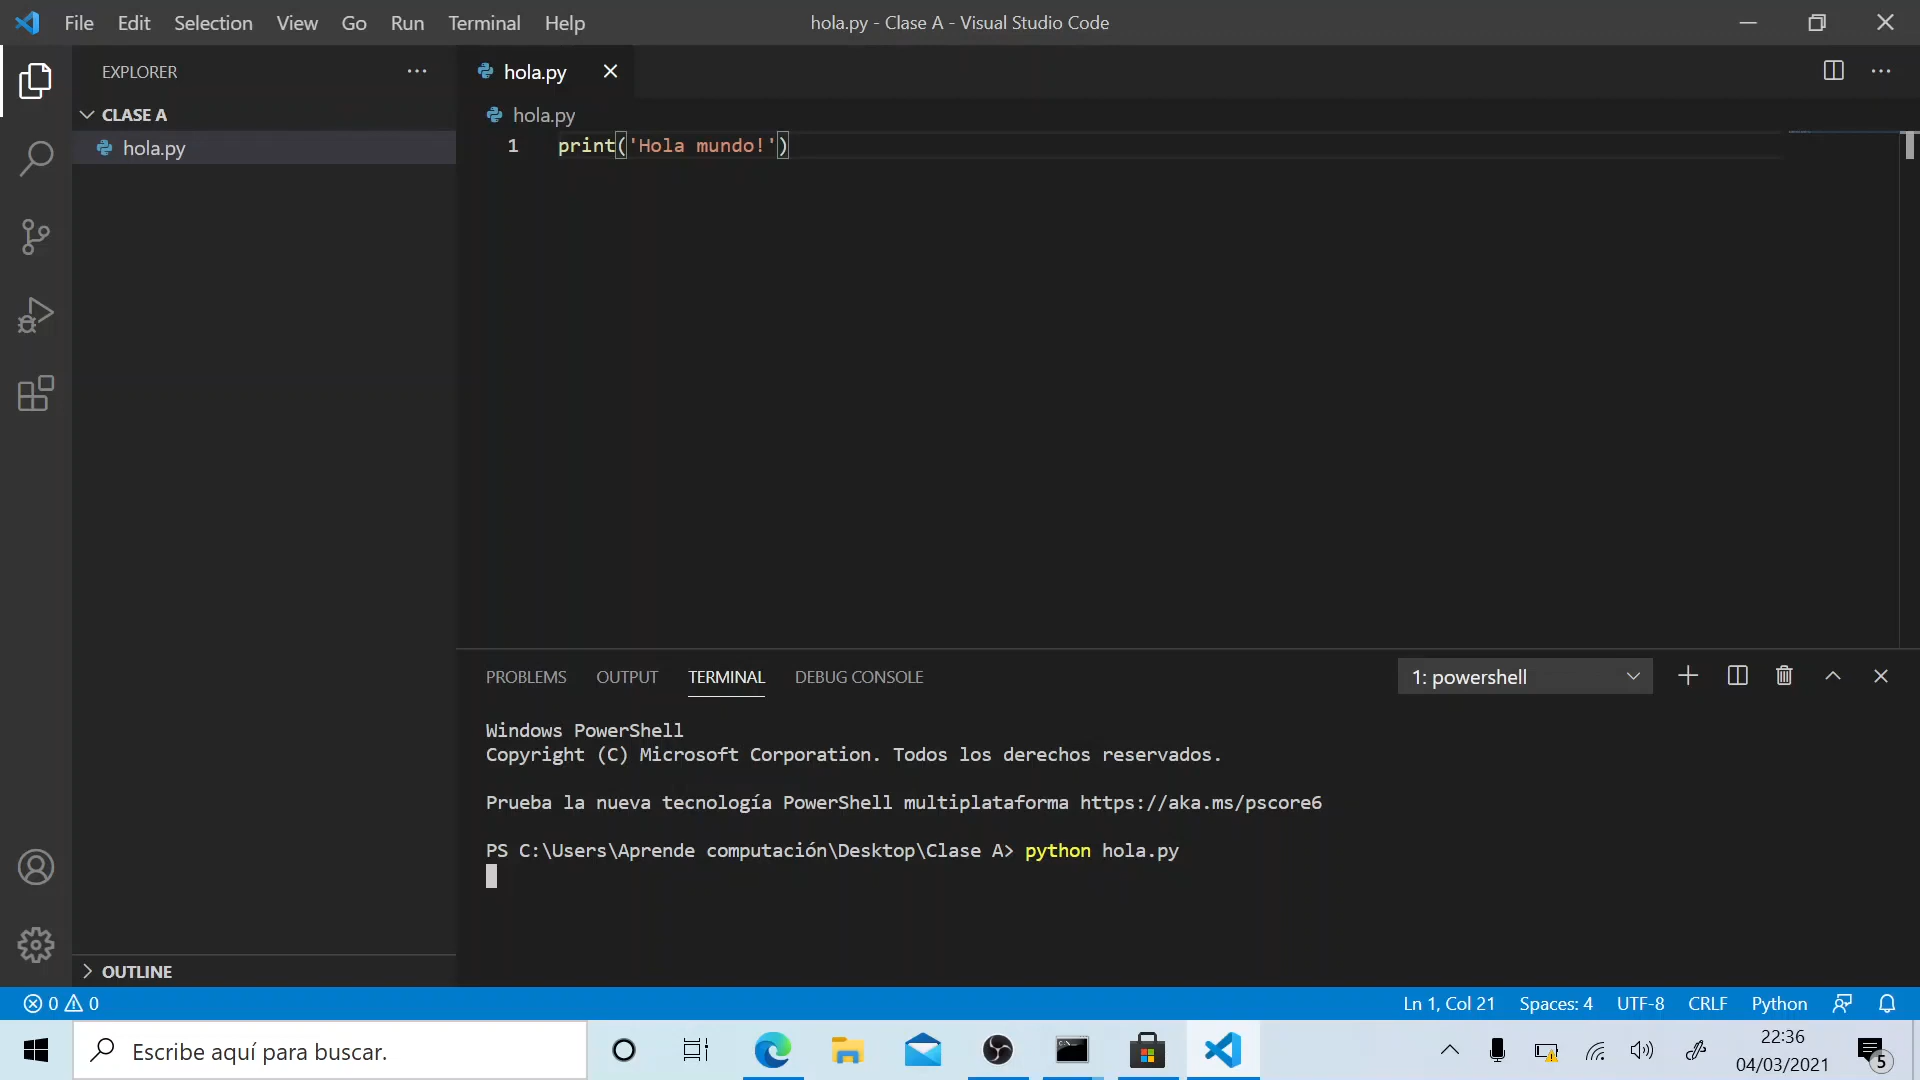 File Edit Selection View Go Run Terminal Help
hola.py - Clase A - Visual Studio Code
EXPLORER
hola.py
CLASE A
hola.py
hola.py
1 print('Hola mundo!')
PROBLEMS OUTPUT TERMINAL DEBUG CONSOLE
1: powershell
Windows PowerShell
Copyright (C) Microsoft Corporation. Todos los derechos reservados.
Prueba la nueva tecnología PowerShell multiplataforma https://aka.ms/pscore6
PS C:\Users\Aprende computación\Desktop\Clase A> python hola.py
OUTLINE
0 0
Ln 1, Col 21 Spaces: 4 UTF-8 CRLF Python
Escribe aquí para buscar.
22:36
04/03/2021
5